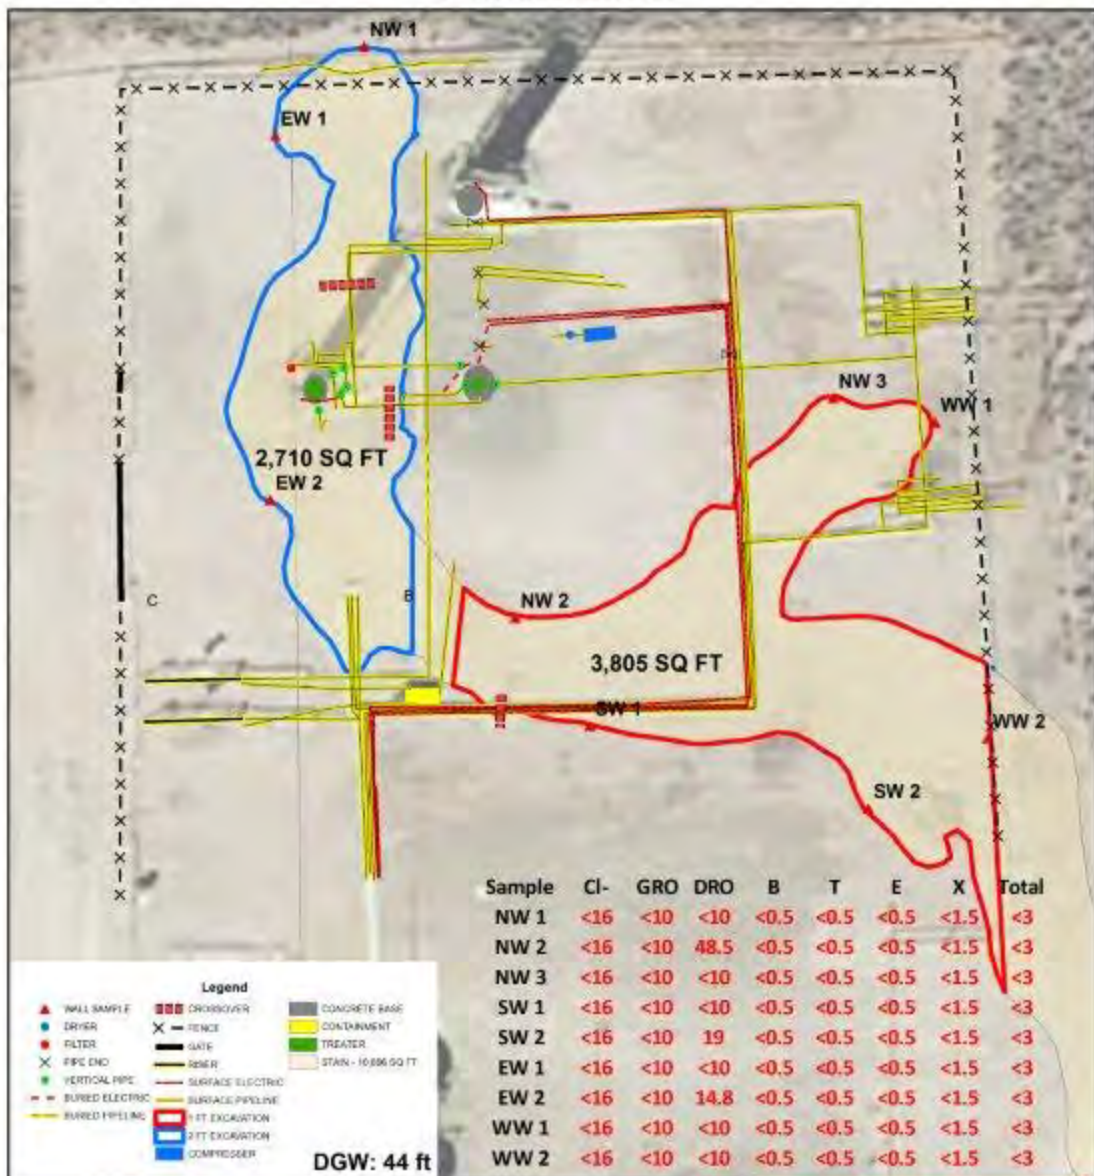 NW 1
EW 1
NW 3
WW 1
2,710 SQ FT
EW 2
C
B
NW 2
3,805 SQ FT
SW 1
WW 2
SW 2
Sample Cl- GRO DRO B T E X Total
NW 1 <16 <10 <10 <0.5 <0.5 <0.5 <1.5 <3
NW 2 <16 <10 48.5 <0.5 <0.5 <0.5 <1.5 <3
NW 3 <16 <10 <10 <0.5 <0.5 <0.5 <1.5 <3
SW 1 <16 <10 <10 <0.5 <0.5 <0.5 <1.5 <3
SW 2 <16 <10 19 <0.5 <0.5 <0.5 <1.5 <3
EW 1 <16 <10 <10 <0.5 <0.5 <0.5 <1.5 <3
EW 2 <16 <10 14.8 <0.5 <0.5 <0.5 <1.5 <3
WW 1 <16 <10 <10 <0.5 <0.5 <0.5 <1.5 <3
WW 2 <16 <10 <10 <0.5 <0.5 <0.5 <1.5 <3
Legend
WALL SAMPLE
DRYER
FILTER
PIPE END
VERTICAL PIPE
BURIED ELECTRIC
BURIED PIPELINE
CROSSOVER
FENCE
GATE
RISER
SURFACE ELECTRIC
SURFACE PIPELINE
1 FT EXCAVATION
2 FT EXCAVATION
COMPRESSER
CONCRETE BASE
CONTAINMENT
TREATER
STAIN - SQ FT
DGW: 44 ft